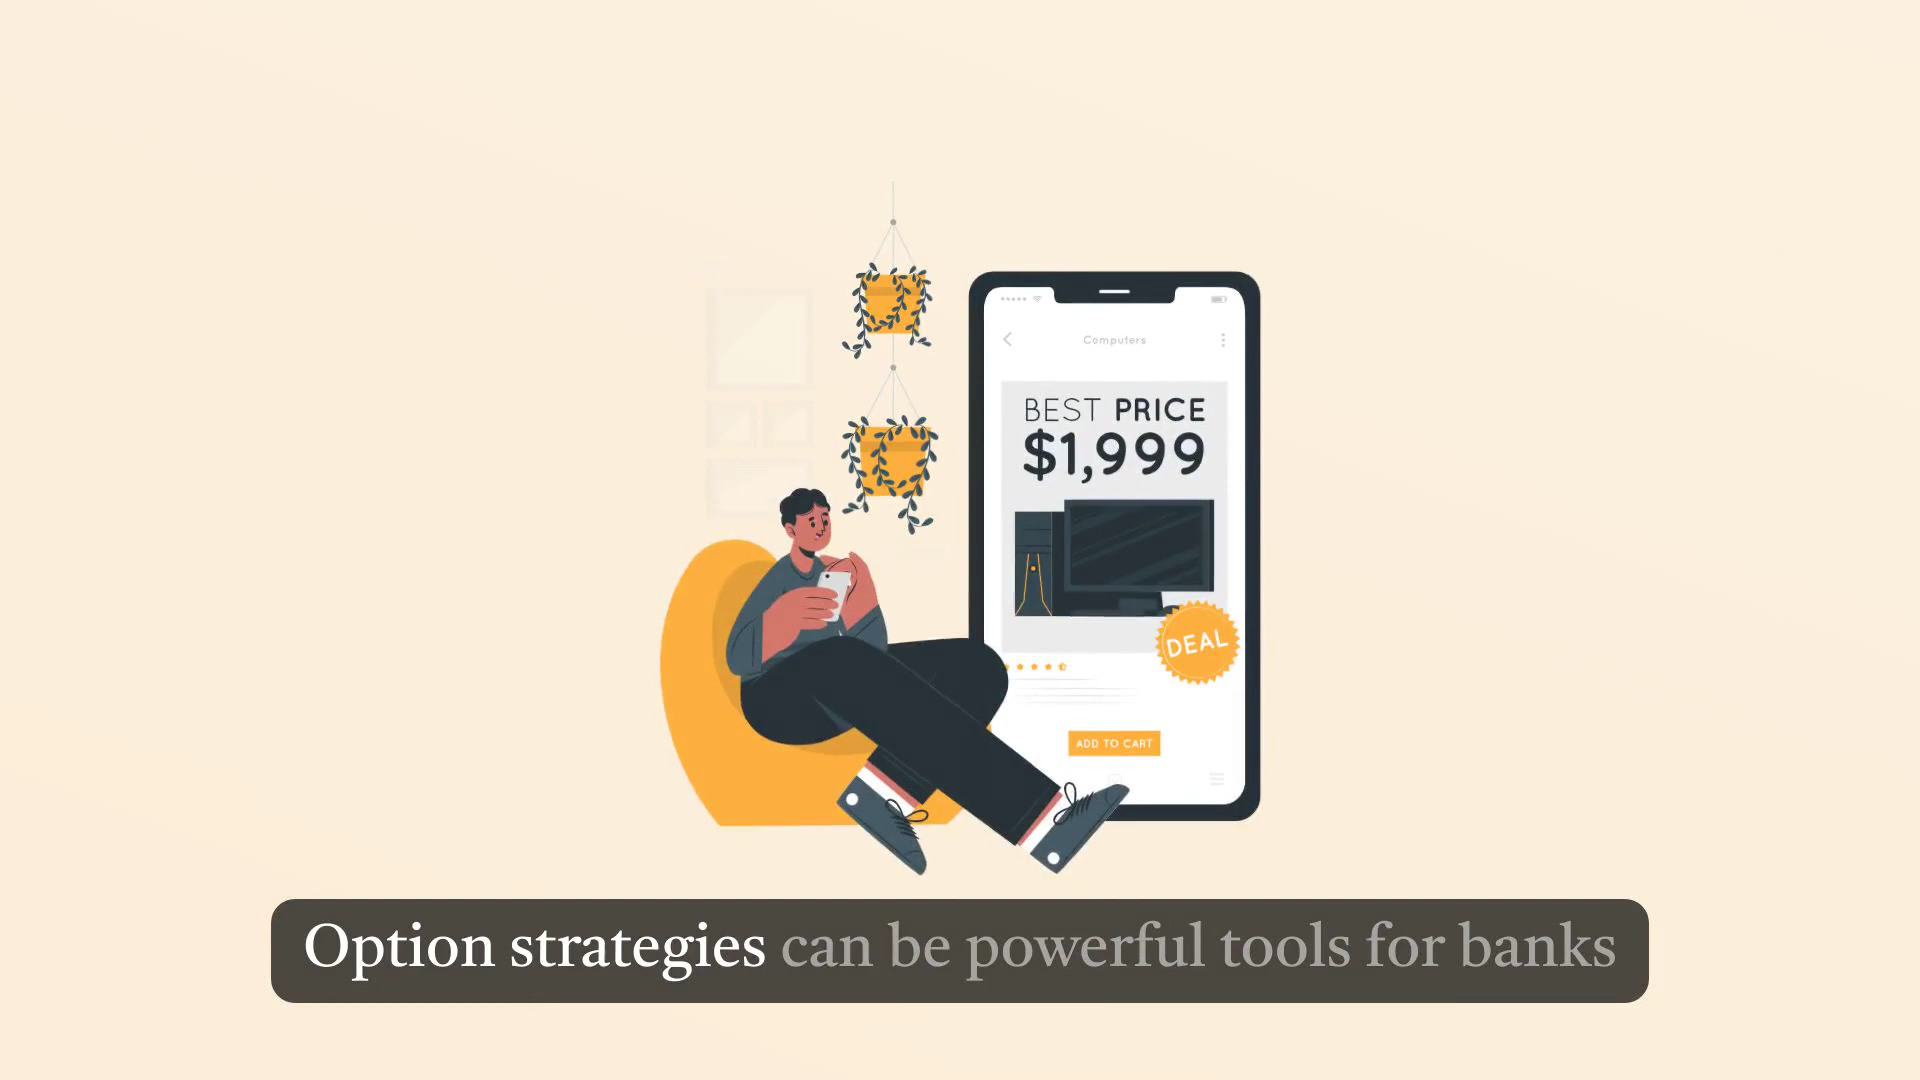 Computers
BEST PRICE
$1,999
DEAL
ADD TO CART
Option strategies can be powerful tools for banks